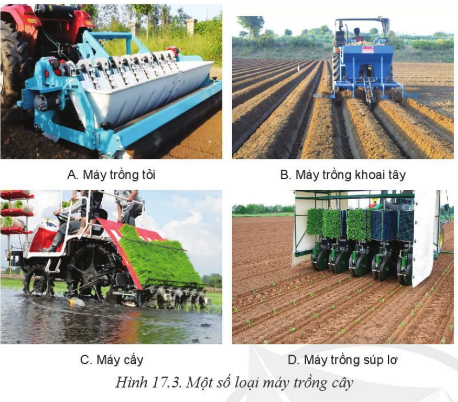 A. Máy trồng tỏi
B. Máy trồng khoai tây
C. Máy cấy
D. Máy trồng súp lơ
Hình 17.3. Một số loại máy trồng cây